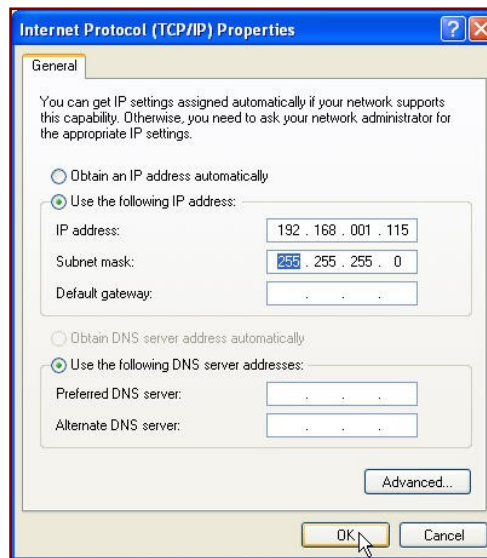 Internet Protocol (TCP/IP) Properties
General
You can get IP settings assigned automatically if your network supports
this capability. Otherwise, you need to ask your network administrator for
the appropriate IP settings.
Obtain an IP address automatically
Use the following IP address:
IP address: 192 . 168 . 001 . 115
Subnet mask: 255 . 255 . 255 . 0
Default gateway: . . .
Obtain DNS server address automatically
Use the following DNS server addresses:
Preferred DNS server: . . .
Alternate DNS server: . . .
Advanced...
OK Cancel